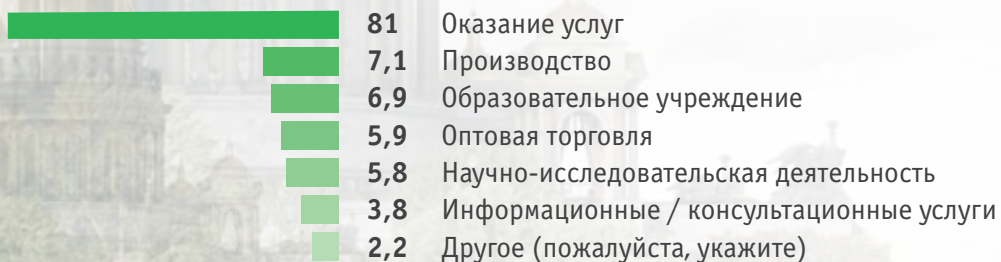 81 Оказание услуг
7,1 Производство
6,9 Образовательное учреждение
5,9 Оптовая торговля
5,8 Научно-исследовательская деятельность
3,8 Информационные / консультационные услуги
2,2 Другое (пожалуйста, укажите)